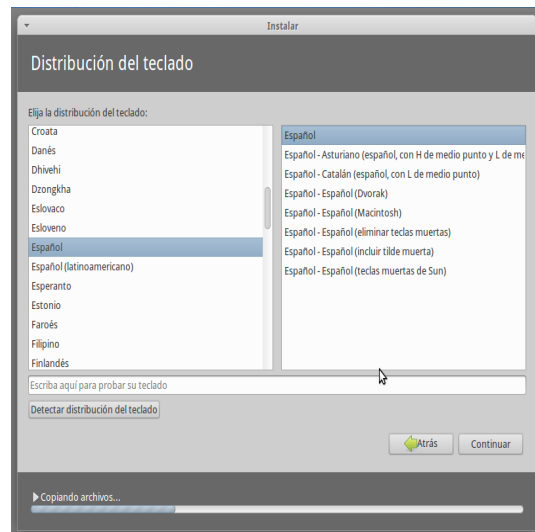 Instalar
Distribución del teclado
Elija la distribución del teclado:
Croata
Danés
Dhivehi
Dzongkha
Eslovaco
Esloveno
Español
Español (latinoamericano)
Esperanto
Estonio
Faroés
Filipino
Finlandés
Español
Español - Asturiano (español, con H de medio punto y L de me
Español - Catalán (español, con L de medio punto)
Español - Español (Dvorak)
Español - Español (Macintosh)
Español - Español (eliminar teclas muertas)
Español - Español (incluir tilde muerta)
Español - Español (teclas muertas de Sun)
Escriba aquí para probar su teclado
Detectar distribución del teclado
Atrás
Continuar
Copiando archivos...